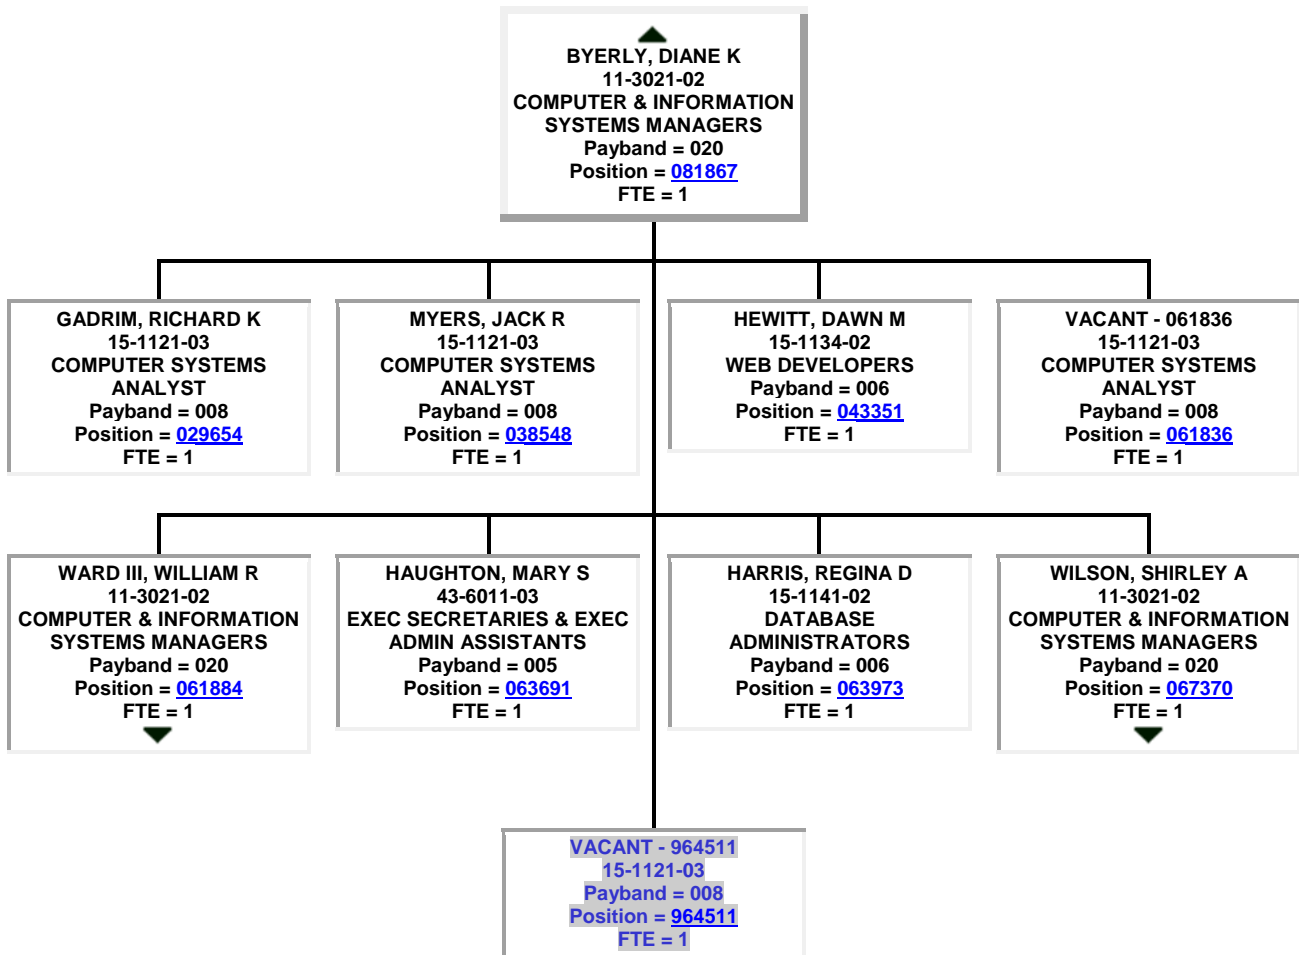 BYERLY, DIANE K
11-3021-02
COMPUTER & INFORMATION
SYSTEMS MANAGERS
Payband = 020
Position = 081867
FTE = 1
GADRIM, RICHARD K
15-1121-03
COMPUTER SYSTEMS
ANALYST
Payband = 008
Position = 029654
FTE = 1
MYERS, JACK R
15-1121-03
COMPUTER SYSTEMS
ANALYST
Payband = 008
Position = 038548
FTE = 1
HEWITT, DAWN M
15-1134-02
WEB DEVELOPERS
Payband = 006
Position = 043351
FTE = 1
VACANT - 061836
15-1121-03
COMPUTER SYSTEMS
ANALYST
Payband = 008
Position = 061836
FTE = 1
WARD III, WILLIAM R
11-3021-02
COMPUTER & INFORMATION
SYSTEMS MANAGERS
Payband = 020
Position = 061884
FTE = 1
HAUGHTON, MARY S
43-6011-03
EXEC SECRETARIES & EXEC
ADMIN ASSISTANTS
Payband = 005
Position = 063691
FTE = 1
HARRIS, REGINA D
15-1141-02
DATABASE
ADMINISTRATORS
Payband = 006
Position = 063973
FTE = 1
WILSON, SHIRLEY A
11-3021-02
COMPUTER & INFORMATION
SYSTEMS MANAGERS
Payband = 020
Position = 067370
FTE = 1
VACANT - 964511
15-1121-03
Payband = 008
Position = 964511
FTE = 1